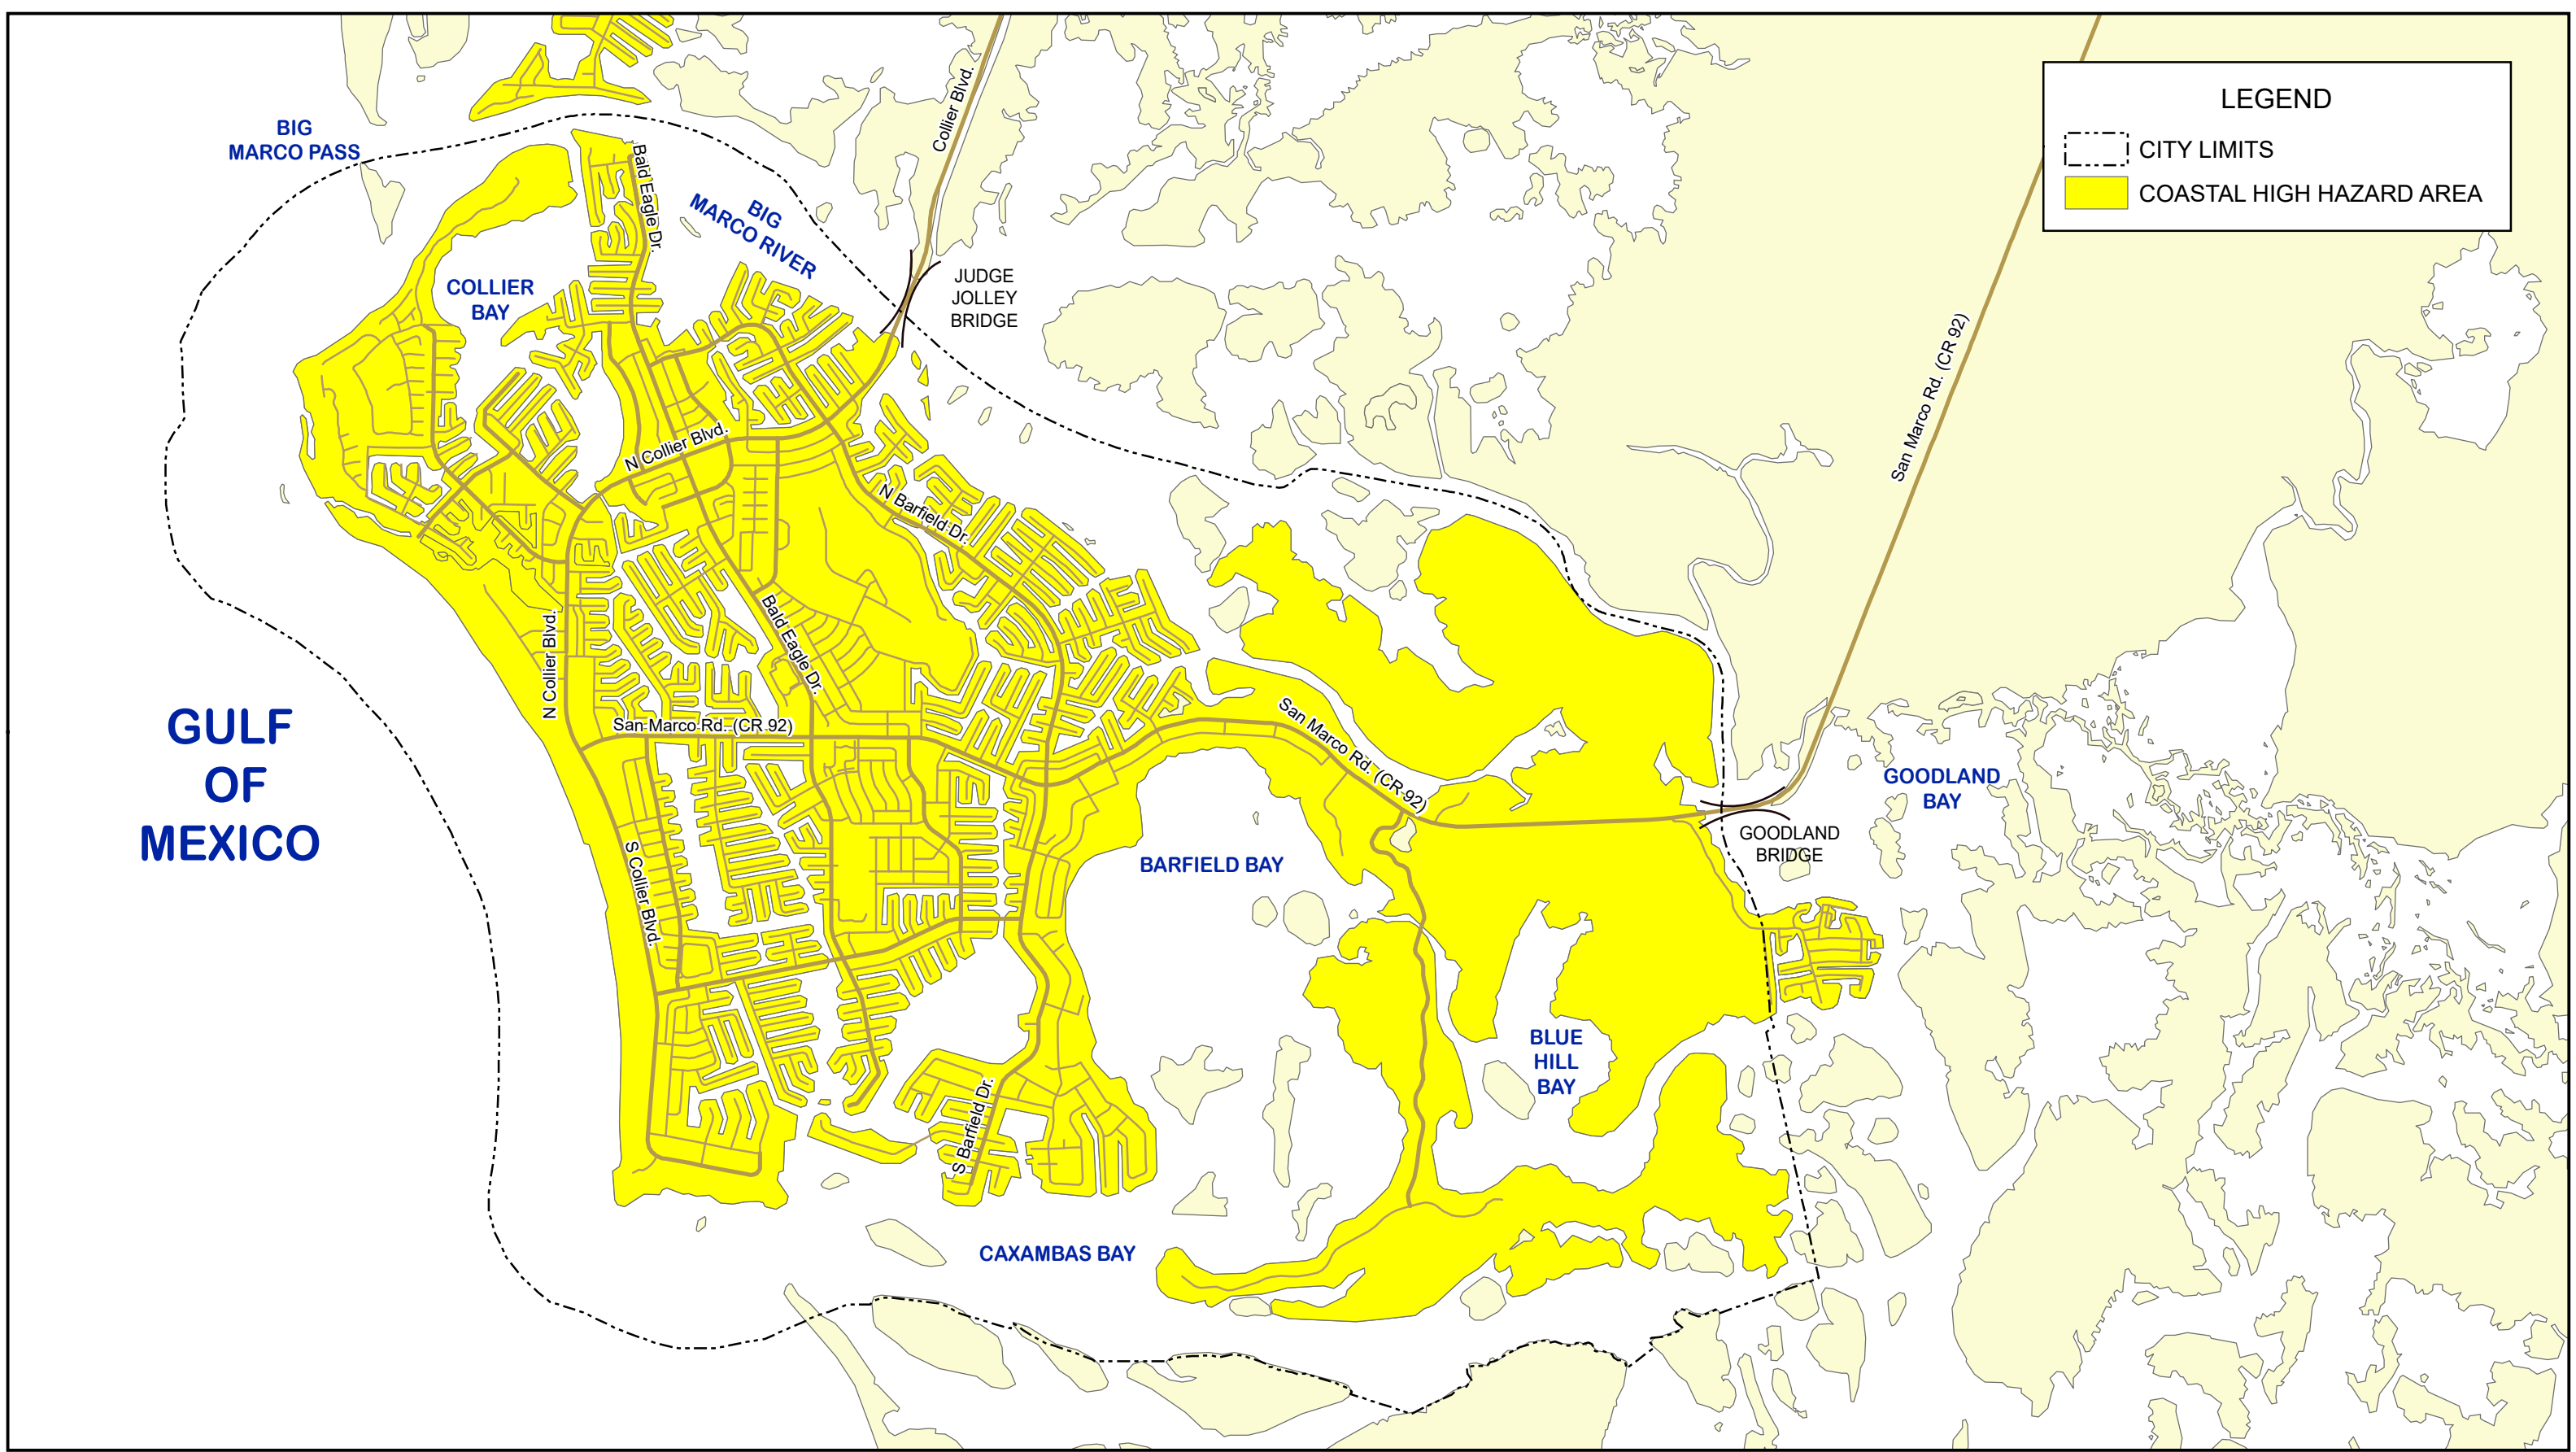 LEGEND
CITY LIMITS
COASTAL HIGH HAZARD AREA
Collier Blvd.
BIG
MARCO PASS
Bald Eagle Dr.
BIG
MARCO RIVER
COLLIER
BAY
JUDGE
JOLLEY
BRIDGE
San Marco Rd. (CR 92)
N Collier Blvd.
N Barfield Dr.
N Collier Blvd.
Bald Eagle Dr.
San Marco Rd. (CR 92)
San Marco Rd. (CR 92)
GULF
OF
MEXICO
GOODLAND
BAY
GOODLAND
BRIDGE
S Collier Blvd.
BARFIELD BAY
BLUE
HILL
BAY
S Barfield Dr.
CAXAMBAS BAY